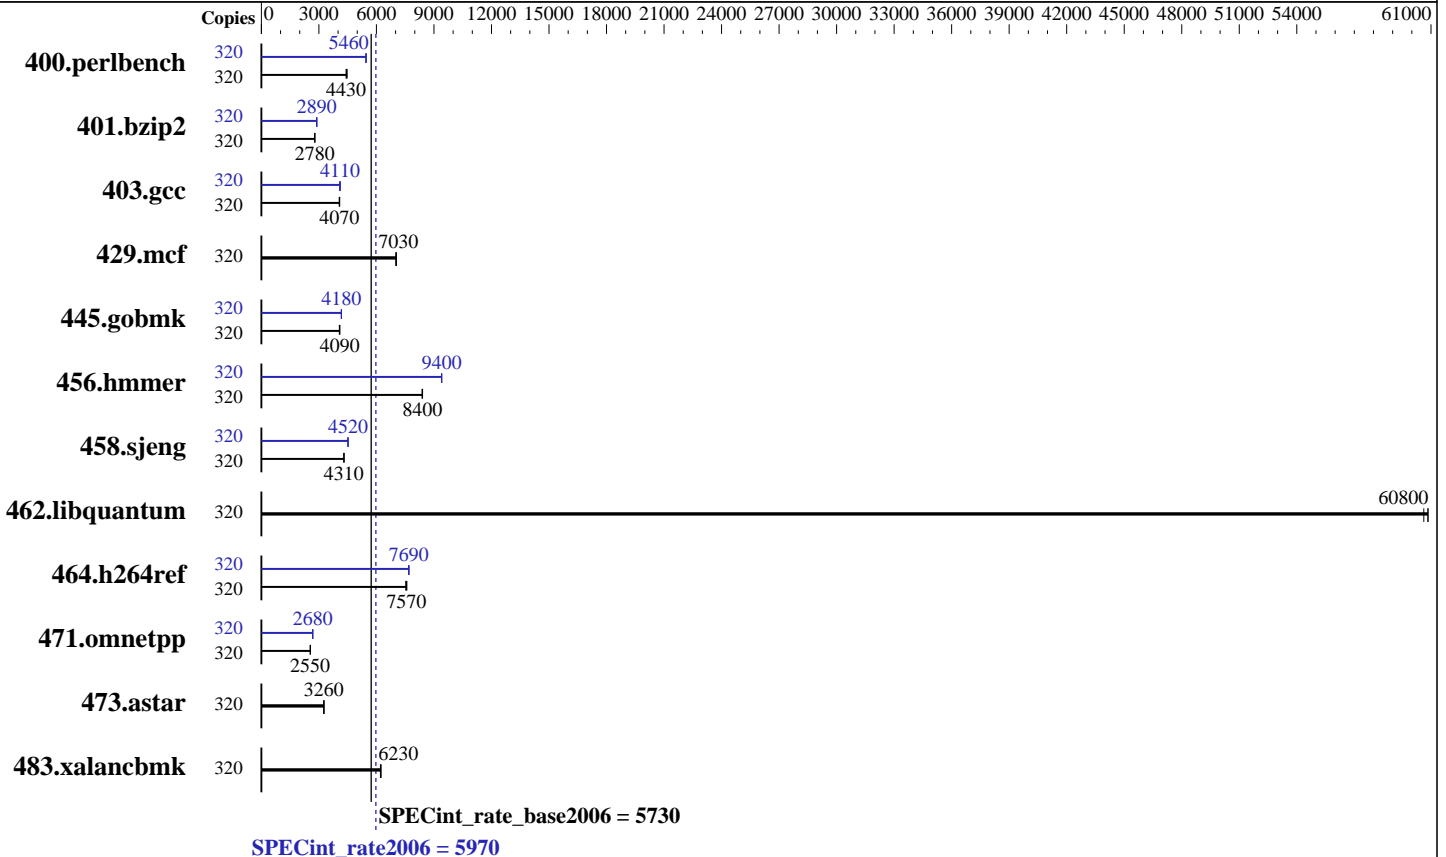 Copies 0 3000 6000 9000 12000 15000 18000 21000 24000 27000 30000 33000 36000 39000 42000 45000 48000 51000 54000 61000
400.perlbench 320 5460
320 4430
401.bzip2 320 2890
320 2780
403.gcc 320 4110
320 4070
429.mcf 320 7030
445.gobmk 320 4180
320 4090
456.hmmer 320 9400
320 8400
458.sjeng 320 4520
320 4310
462.libquantum 320 60800
464.h264ref 320 7690
320 7570
471.omnetpp 320 2680
320 2550
473.astar 320 3260
483.xalancbmk 320 6230
SPECint_rate_base2006 = 5730
SPECint_rate2006 = 5970